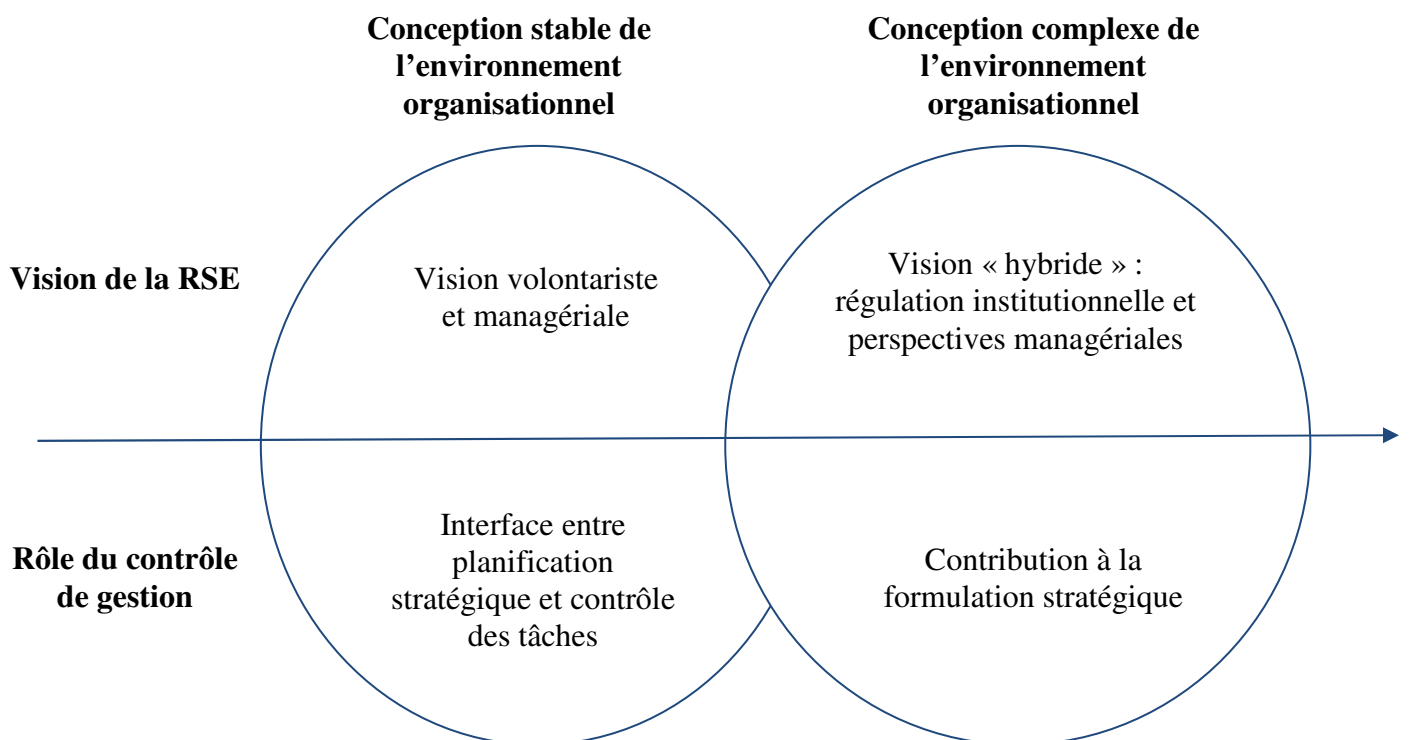 Conception stable de
l’environnement
organisationnel
Conception complexe de
l’environnement
organisationnel
Vision de la RSE
Vision volontariste
et managériale
Vision « hybride » :
régulation institutionnelle et
perspectives managériales
Rôle du contrôle
de gestion
Interface entre
planification
stratégique et contrôle
des tâches
Contribution à la
formulation stratégique